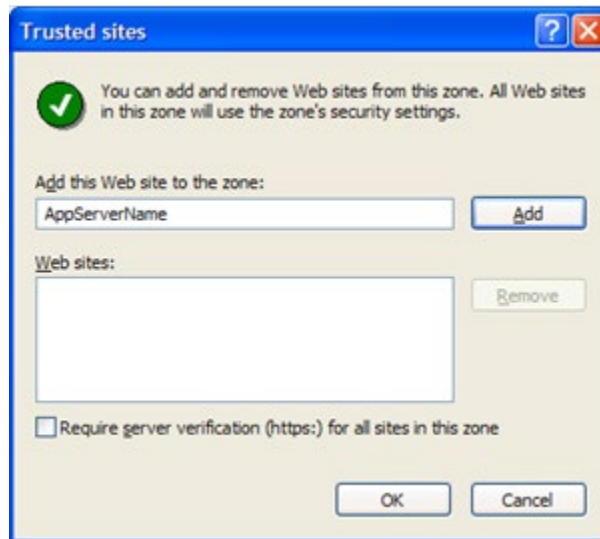 Trusted sites
You can add and remove Web sites from this zone. All Web sites
in this zone will use the zone's security settings.
Add this Web site to the zone:
AppServerName
Add
Web sites:
Remove
Require server verification (https:) for all sites in this zone
OK
Cancel